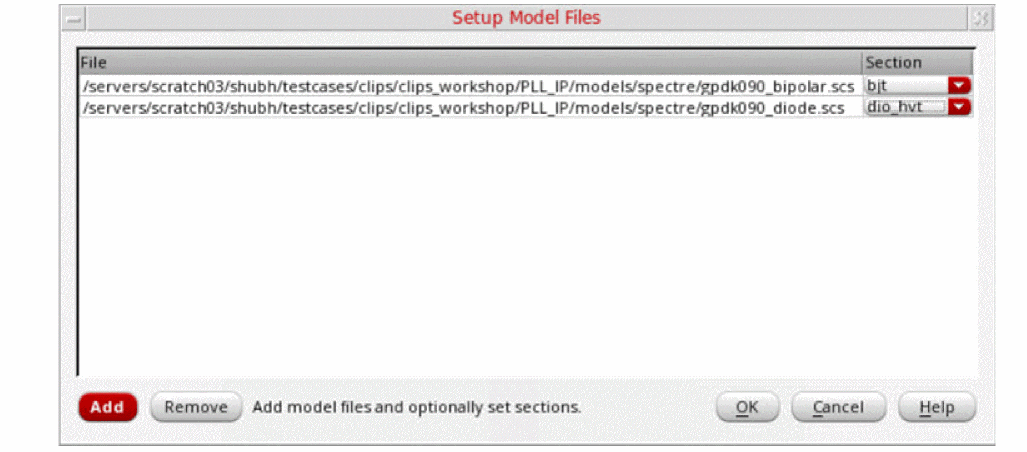 Setup Model Files
File Section
/servers/scratch03/shubh/testcases/clips/clips_workshop/PLL_IP/models/spectre/gpdk090_bipolar.scs bjt
/servers/scratch03/shubh/testcases/clips/clips_workshop/PLL_IP/models/spectre/gpdk090_diode.scs dio_hvt
Add Remove Add model files and optionally set sections. OK Cancel Help